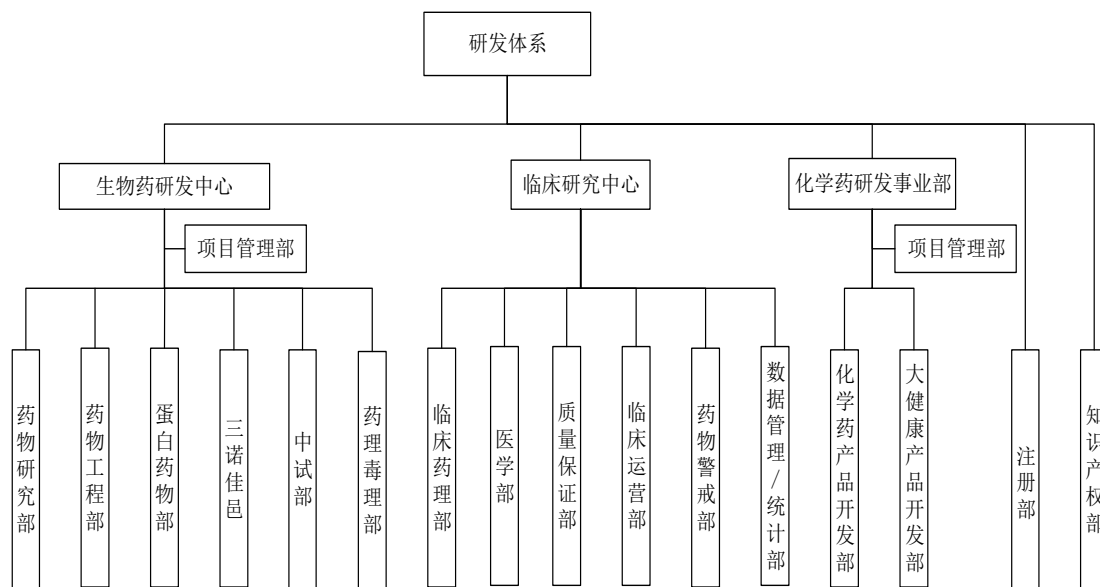 研发体系
生物药研发中心
临床研究中心
化学药研发事业部
项目管理部
项目管理部
药物研究部
药物工程部
蛋白药物部
三诺佳邑
中试部
药理毒理部
临床药理部
医学部
质量保证部
临床运营部
药物警戒部
数据管理/统计部
化学药产品开发部
大健康产品开发部
注册部
知识产权部